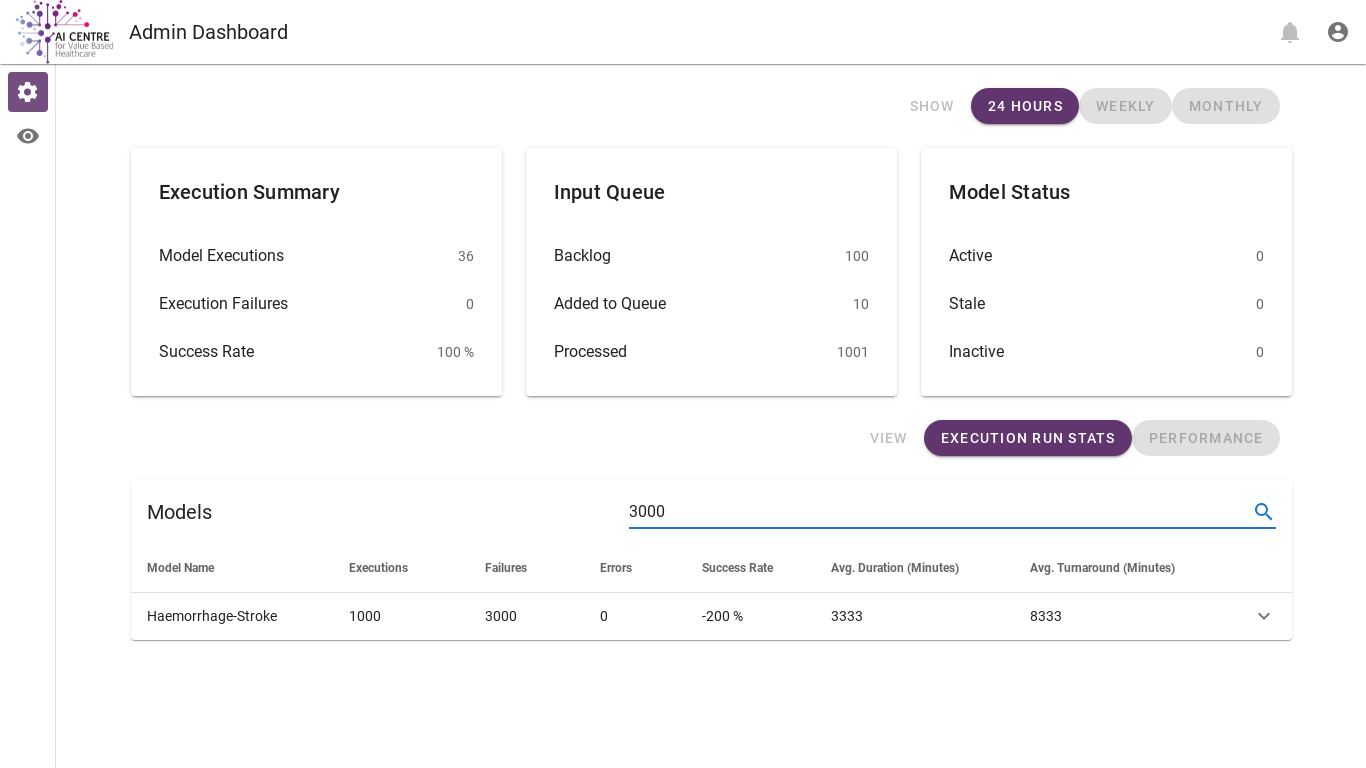 AI CENTRE
for Value Based
Healthcare
Admin Dashboard
SHOW 24 HOURS WEEKLY MONTHLY
Execution Summary
Model Executions 36
Execution Failures 0
Success Rate 100 %
Input Queue
Backlog 100
Added to Queue 10
Processed 1001
Model Status
Active 0
Stale 0
Inactive 0
VIEW EXECUTION RUN STATS PERFORMANCE
Models 3000
Model Name Executions Failures Errors Success Rate Avg. Duration (Minutes) Avg. Turnaround (Minutes)
Haemorrhage-Stroke 1000 3000 0 -200 % 3333 8333